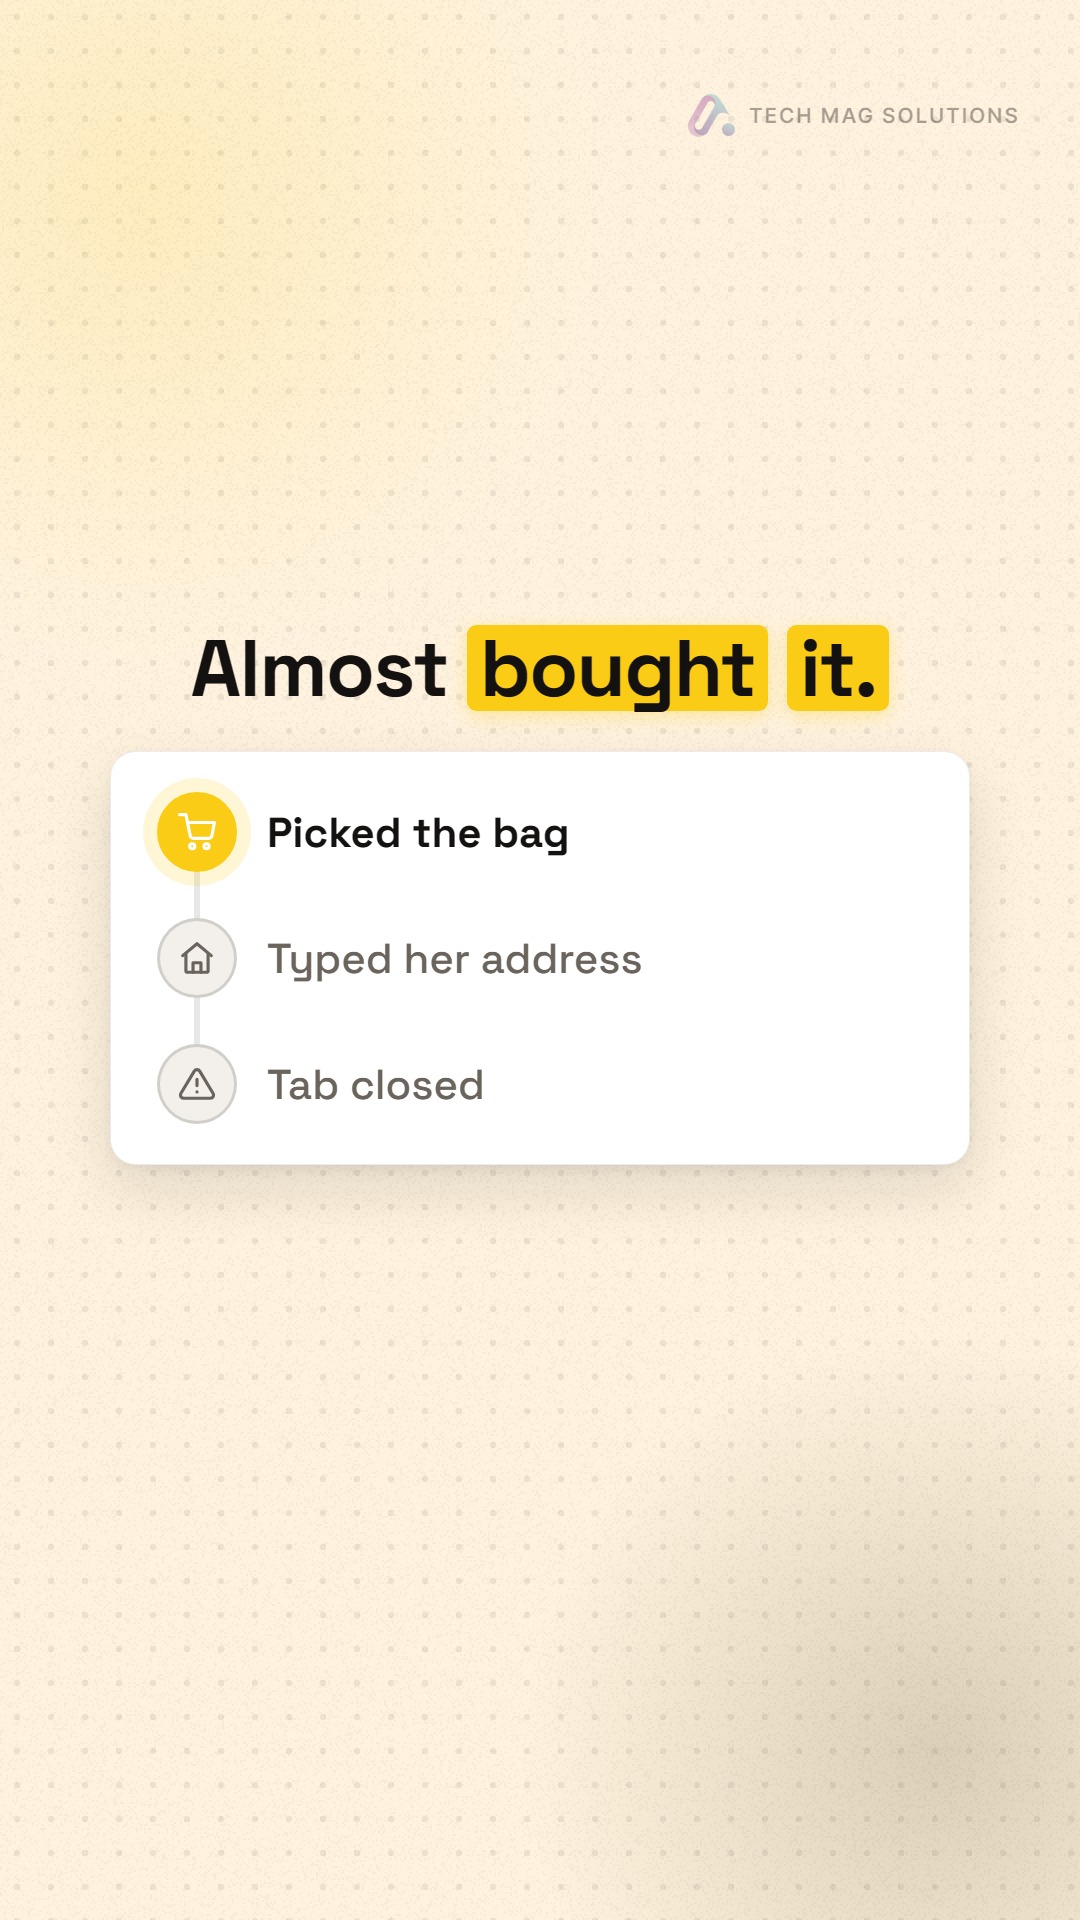 TECH MAG SOLUTIONS
Almost bought it.
Picked the bag
Typed her address
Tab closed